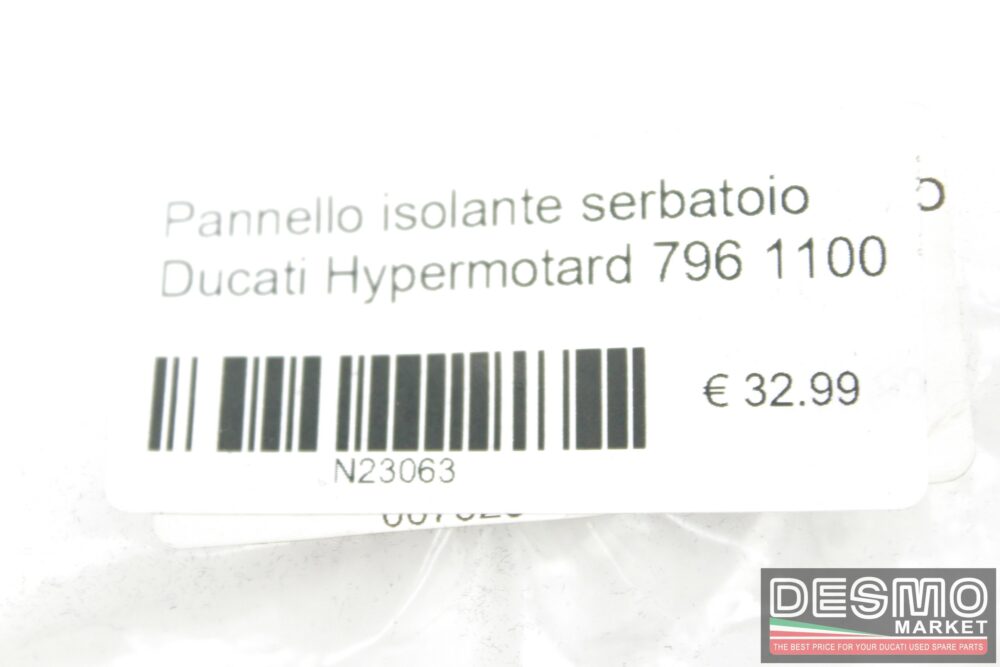 Pannello isolante serbatoio
Ducati Hypermotard 796 1100
€ 32.99
N23063
DESMO
MARKET
THE BEST PRICE FOR YOUR DUCATI USED SPARE PARTS